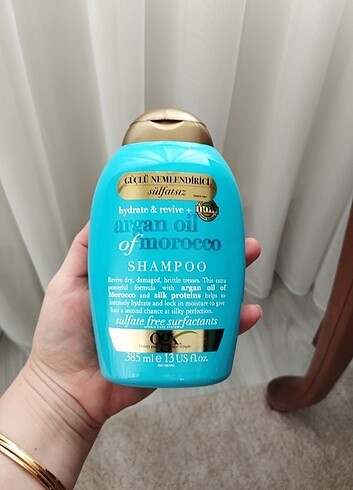 GÜÇLÜ NEMLENDİRİCİ
sülfatsız
hydrate & revive +
argan oil
of morocco
SHAMPOO
Revive dry, damaged, brittle tresses. This extra
powerful formula with argan oil of
Morocco and silk proteins helps to
intensely hydrate and lock in moisture to give
hair a second chance at silky perfection.
sulfate free surfactants
ogx
385 ml e 13 US fl oz.